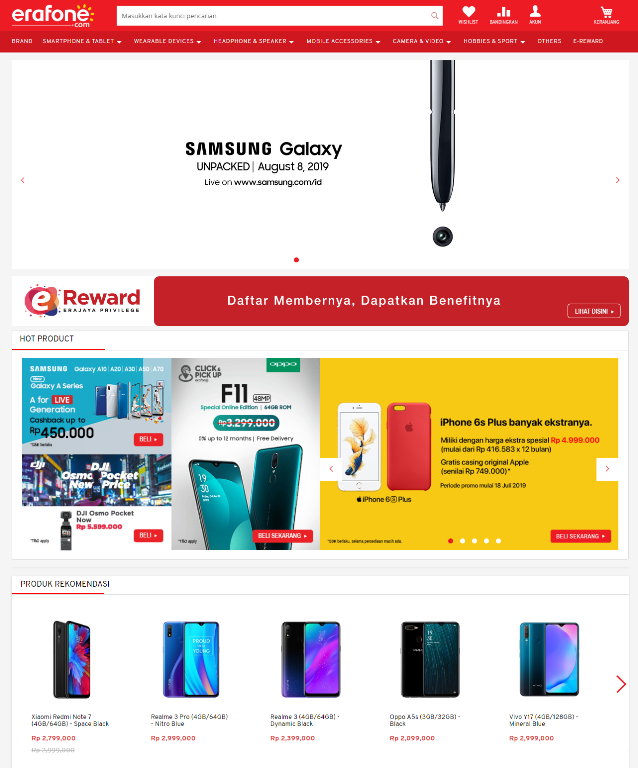 erafone
.com
Masukkan kata kunci pencarian
WISHLIST
BANDINGKAN
AKUN
KERANJANG
BRAND
SMARTPHONE & TABLET
WEARABLE DEVICES
HEADPHONE & SPEAKER
MOBILE ACCESSORIES
CAMERA & VIDEO
HOBBIES & SPORT
OTHERS
E-REWARD
SAMSUNG Galaxy
UNPACKED | August 8, 2019
Live on www.samsung.com/id
eReward
ERAJAYA PRIVILEGE
Daftar Membernya, Dapatkan Benefitnya
LIHAT DISINI
HOT PRODUCT
SAMSUNG Galaxy A10 | A20 | A30 | A50 | A70
New
Galaxy A Series
A for LIVE
Generation
Cashback up to
Rp450.000
BELI
dji
DJI
Osmo Pocket
New Price
DJI Osmo Pocket
Now
Rp 5.599.000
*T&C apply
BELI
CLICK &
PICK UP
oppo
F11 48MP
Special Online Edition | 64GB ROM
Rp3.299.000
0% up to 12 months | Free Delivery
*T&C apply
BELI SEKARANG
iPhone 6s Plus banyak ekstranya.
Miliki dengan harga ekstra spesial Rp 4.999.000
(mulai dari Rp 416.583 x 12 bulan)
Gratis casing original Apple
(senilai Rp 749.000)*
Periode promo mulai 18 Juli 2019
iPhone 6s Plus
*S&K berlaku, selama persediaan masih ada.
BELI SEKARANG
PRODUK REKOMENDASI
Xiaomi Redmi Note 7
(4GB/64GB) - Space Black
Rp 2,799,000
Rp 2,999,000
PROUD
YOUNG
Realme 3 Pro (4GB/64GB)
- Nitro Blue
Rp 2,999,000
Realme 3 (4GB/64GB) -
Dynamic Black
Rp 2,399,000
Oppo A5s (3GB/32GB) -
Black
Rp 2,099,000
Vivo Y17 (4GB/128GB) -
Mineral Blue
Rp 2,999,000